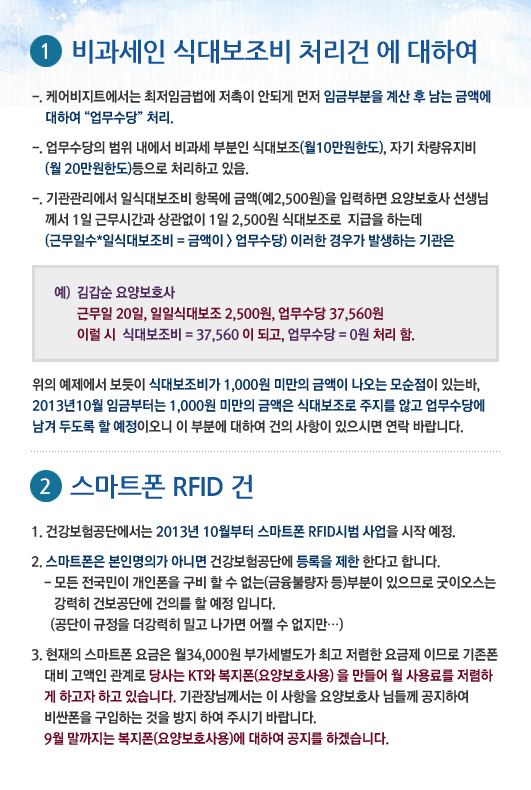 1 비과세인 식대보조비 처리건 에 대하여
-. 케어비지트에서는 최저임금법에 저촉이 안되게 먼저 임금부분을 계산 후 남는 금액에
대하여 “업무수당” 처리.
-. 업무수당의 범위 내에서 비과세 부분인 식대보조(월10만원한도), 자기 차량유지비
(월 20만원한도)등으로 처리하고 있음.
-. 기관관리에서 일식대보조비 항목에 금액(예2,500원)을 입력하면 요양보호사 선생님
께서 1일 근무시간과 상관없이 1일 2,500원 식대보조로 지급을 하는데
(근무일수*일식대보조비 = 금액이 > 업무수당) 이러한 경우가 발생하는 기관은
예) 김갑순 요양보호사
근무일 20일, 일일식대보조 2,500원, 업무수당 37,560원
이럴 시 식대보조비 = 37,560 이 되고, 업무수당 = 0원 처리 함.
위의 예제에서 보듯이 식대보조비가 1,000원 미만의 금액이 나오는 모순점이 있는바,
2013년10월 임금부터는 1,000원 미만의 금액은 식대보조로 주지를 않고 업무수당에
남겨 두도록 할 예정이오니 이 부분에 대하여 건의 사항이 있으시면 연락 바랍니다.
2 스마트폰 RFID 건
1. 건강보험공단에서는 2013년 10월부터 스마트폰 RFID시범 사업을 시작 예정.
2. 스마트폰은 본인명의가 아니면 건강보험공단에 등록을 제한 한다고 합니다.
- 모든 전국민이 개인폰을 구비 할 수 없는(금융불량자 등)부분이 있으므로 굿이오스는
강력히 건보공단에 건의를 할 예정 입니다.
(공단이 규정을 더강력히 밀고 나가면 어쩔 수 없지만…)
3. 현재의 스마트폰 요금은 월34,000원 부가세별도가 최고 저렴한 요금제 이므로 기존폰
대비 고액인 관계로 당사는 KT와 복지폰(요양보호사용) 을 만들어 월 사용료를 저렴하
게 하고자 하고 있습니다. 기관장님께서는 이 사항을 요양보호사 님들께 공지하여
비싼폰을 구입하는 것을 방지 하여 주시기 바랍니다.
9월 말까지는 복지폰(요양보호사용)에 대하여 공지를 하겠습니다.